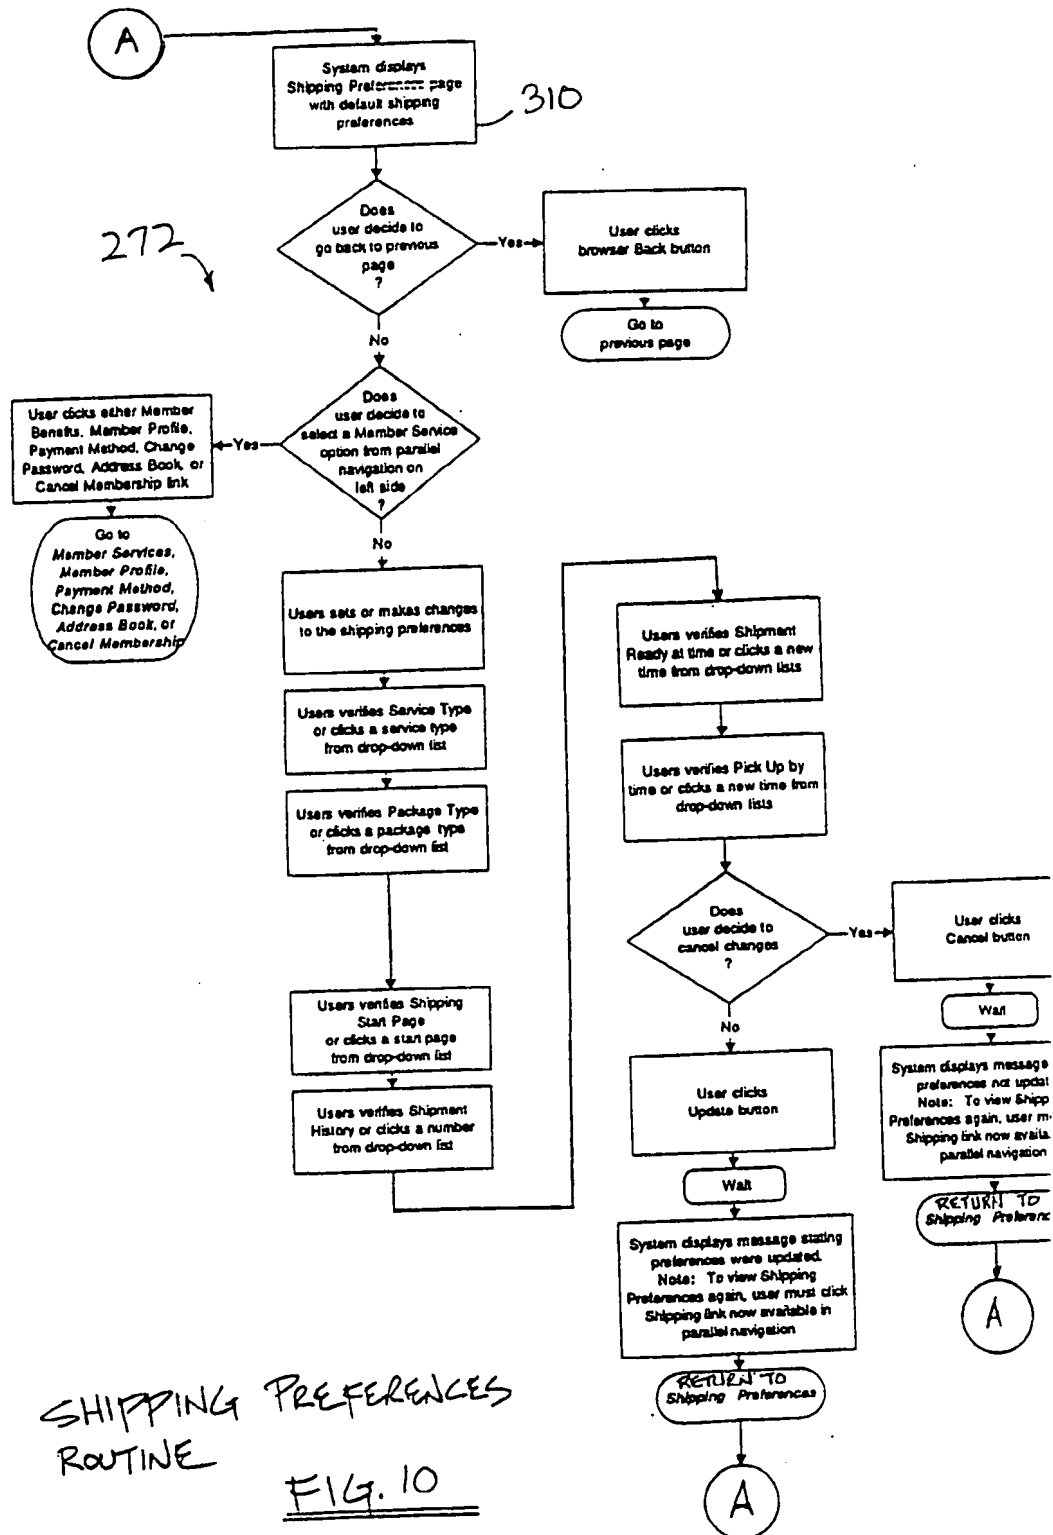 A
System displays
Shipping Preferences page
with default shipping
preferences
310
272
Does
user decide to
go back to previous
page
?
Yes
User clicks
browser Back button
Go to
previous page
No
Does
user decide to
select a Member Service
option from parallel
navigation on
left side
?
Yes
User clicks either Member
Benefits, Member Profile,
Payment Method, Change
Password, Address Book, or
Cancel Membership link
Go to
Member Services,
Member Profile,
Payment Method,
Change Password,
Address Book, or
Cancel Membership
No
Users sets or makes changes
to the shipping preferences
Users verifies Service Type
or clicks a service type
from drop-down list
Users verifies Package Type
or clicks a package type
from drop-down list
Users verifies Shipping
Start Page
or clicks a start page
from drop-down list
Users verifies Shipment
History or clicks a number
from drop-down list
Users verifies Shipment
Ready at time or clicks a new
time from drop-down lists
Users verifies Pick Up by
time or clicks a new time from
drop-down lists
Does
user decide to
cancel changes
?
Yes
User clicks
Cancel button
Wait
System displays message
preferences not updat
Note: To view Shipp
Preferences again, user m
Shipping link now availa
parallel navigation
RETURN TO
Shipping Preferenc
A
No
User clicks
Update button
Wait
System displays message stating
preferences were updated.
Note: To view Shipping
Preferences again, user must click
Shipping link now available in
parallel navigation
RETURN TO
Shipping Preferences
A
SHIPPING PREFERENCES
ROUTINE
FIG. 10